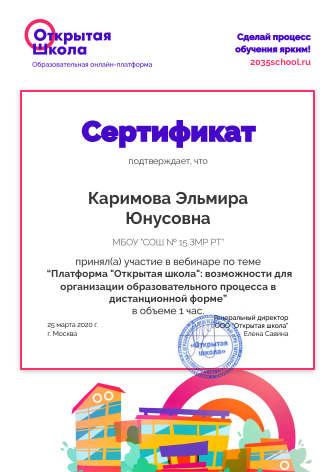 Открытая
Школа
Образовательная онлайн-платформа
Сделай процесс
обучения ярким!
2035school.ru
Сертификат
подтверждает, что
Каримова Эльмира
Юнусовна
МБОУ "СОШ № 15 ЗМР РТ"
принял(а) участие в вебинаре по теме
"Платформа "Открытая школа": возможности для
организации образовательного процесса в
дистанционной форме"
в объеме 1 час.
25 марта 2020 г.
г. Москва
Генеральный директор
ООО "Открытая школа"
Елена Савина
«Открытая
школа»